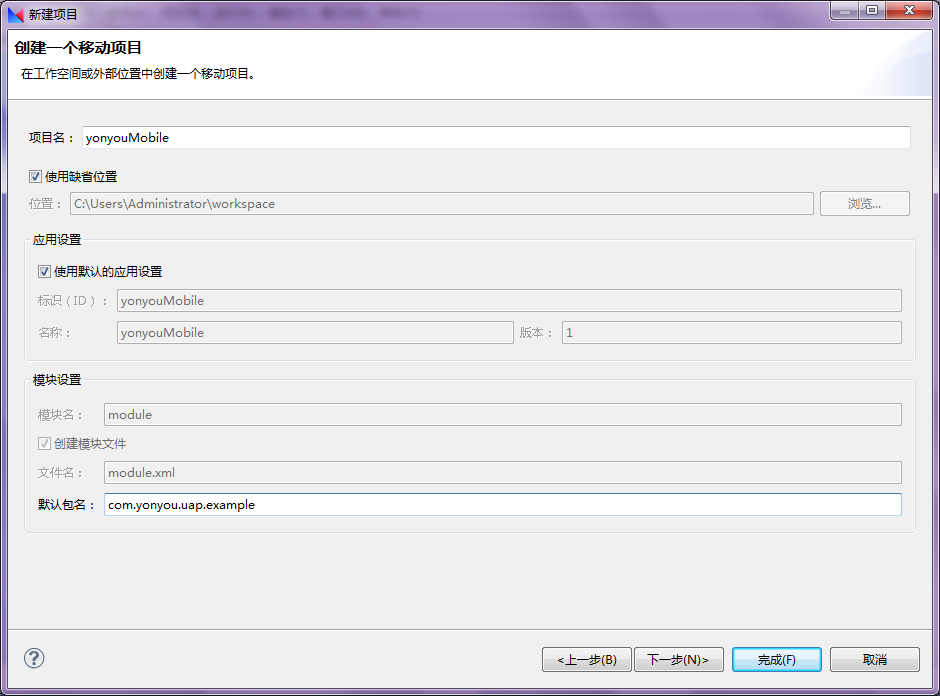 新建项目
创建一个移动项目
在工作空间或外部位置中创建一个移动项目。
项目名： yonyouMobile
使用缺省位置
位置： C:\Users\Administrator\workspace 浏览...
应用设置
使用默认的应用设置
标识（ID）： yonyouMobile
名称： yonyouMobile 版本： 1
模块设置
模块名： module
创建模块文件
文件名： module.xml
默认包名： com.yonyou.uap.example
<上一步(B) 下一步(N)> 完成(F) 取消